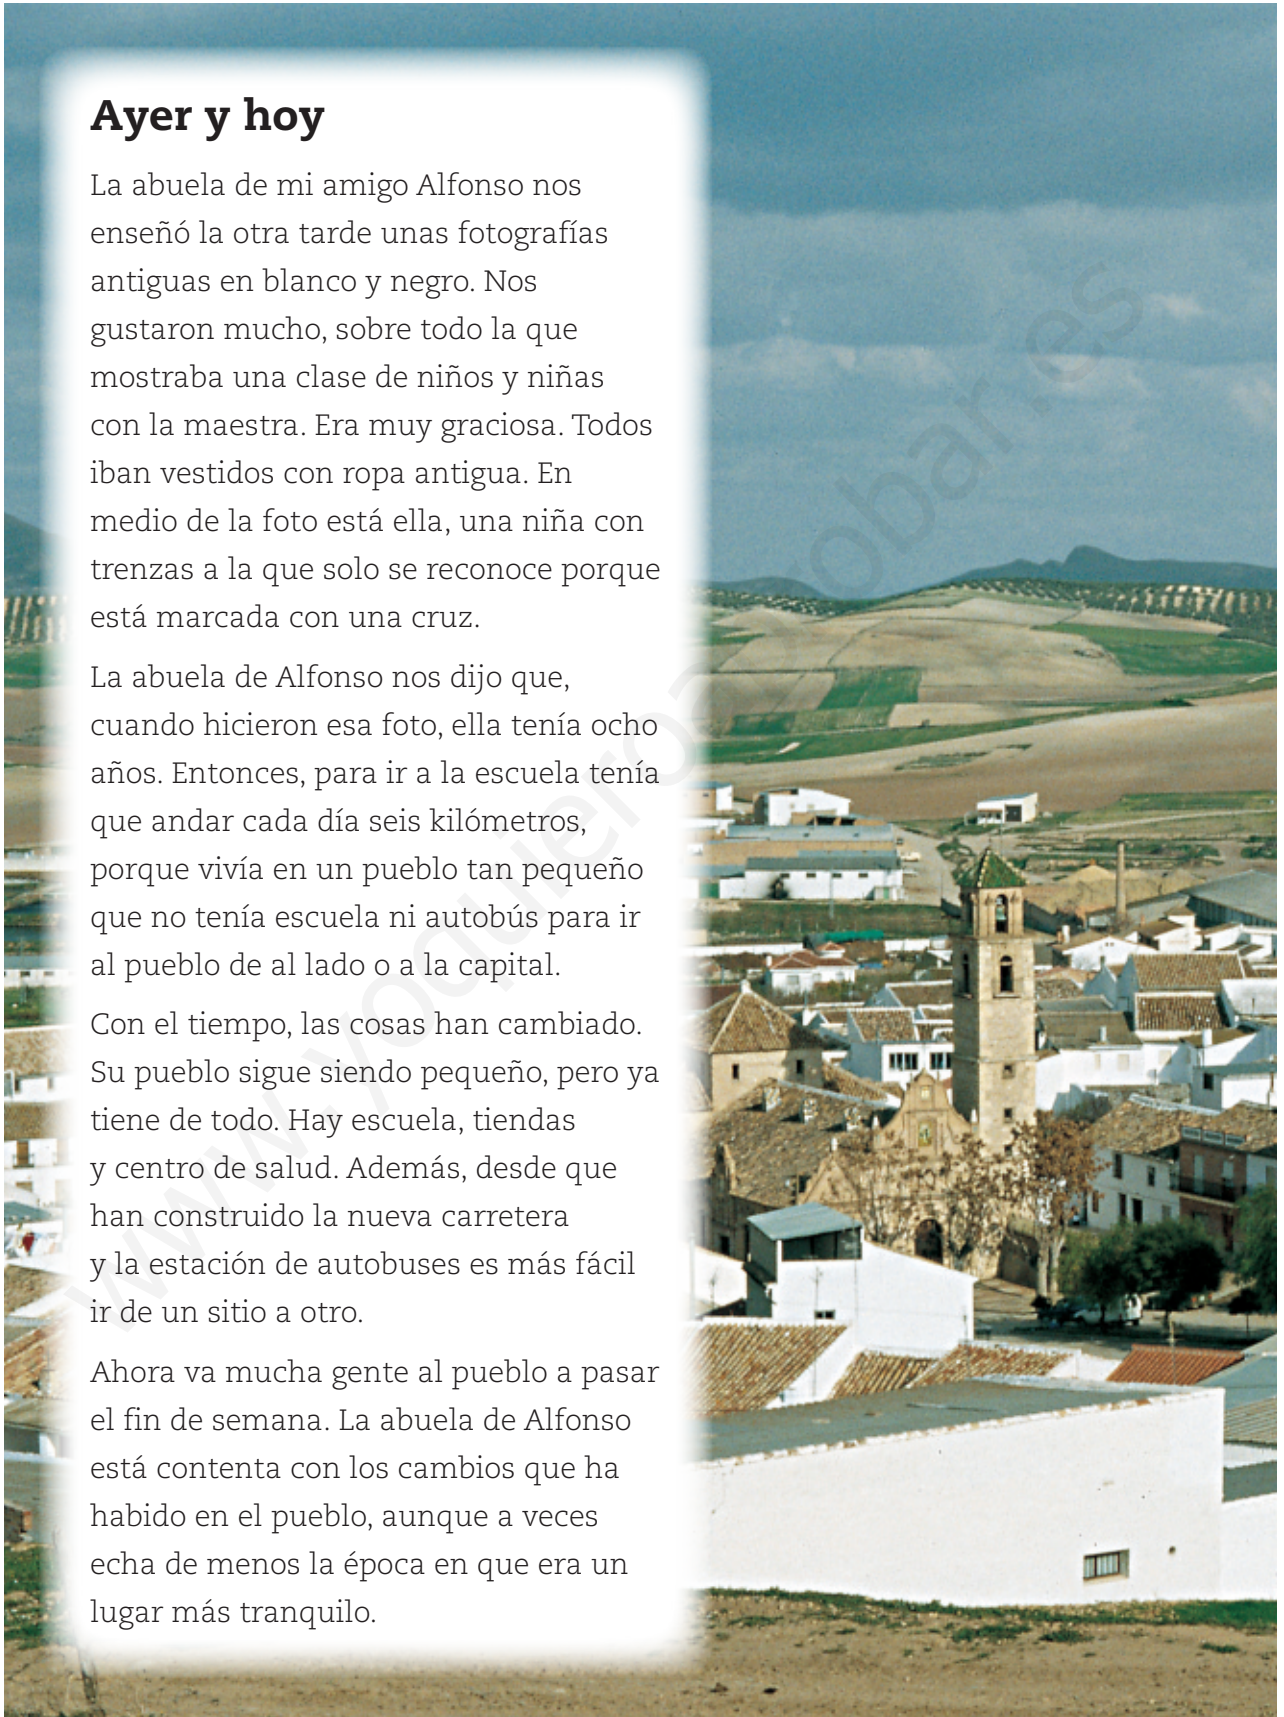 Ayer y hoy
La abuela de mi amigo Alfonso nos
enseñó la otra tarde unas fotografías
antiguas en blanco y negro. Nos
gustaron mucho, sobre todo la que
mostraba una clase de niños y niñas
con la maestra. Era muy graciosa. Todos
iban vestidos con ropa antigua. En
medio de la foto está ella, una niña con
trenzas a la que solo se reconoce porque
está marcada con una cruz.
La abuela de Alfonso nos dijo que,
cuando hicieron esa foto, ella tenía ocho
años. Entonces, para ir a la escuela tenía
que andar cada día seis kilómetros,
porque vivía en un pueblo tan pequeño
que no tenía escuela ni autobús para ir
al pueblo de al lado o a la capital.
Con el tiempo, las cosas han cambiado.
Su pueblo sigue siendo pequeño, pero ya
tiene de todo. Hay escuela, tiendas
y centro de salud. Además, desde que
han construido la nueva carretera
y la estación de autobuses es más fácil
ir de un sitio a otro.
Ahora va mucha gente al pueblo a pasar
el fin de semana. La abuela de Alfonso
está contenta con los cambios que ha
habido en el pueblo, aunque a veces
echa de menos la época en que era un
lugar más tranquilo.
www.yoquieroaprobar.es